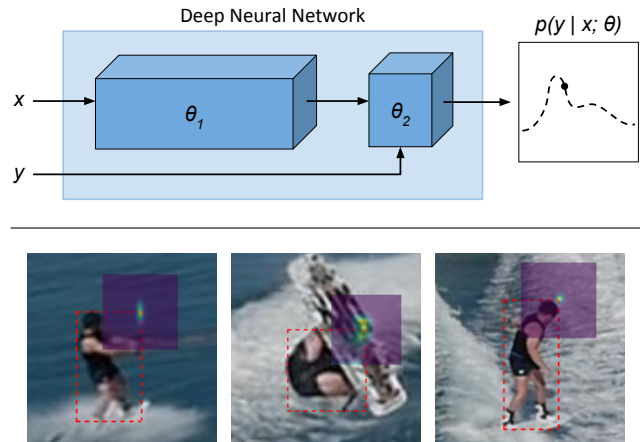 Deep Neural Network
p(y | x; θ)
x
θ1
θ2
y